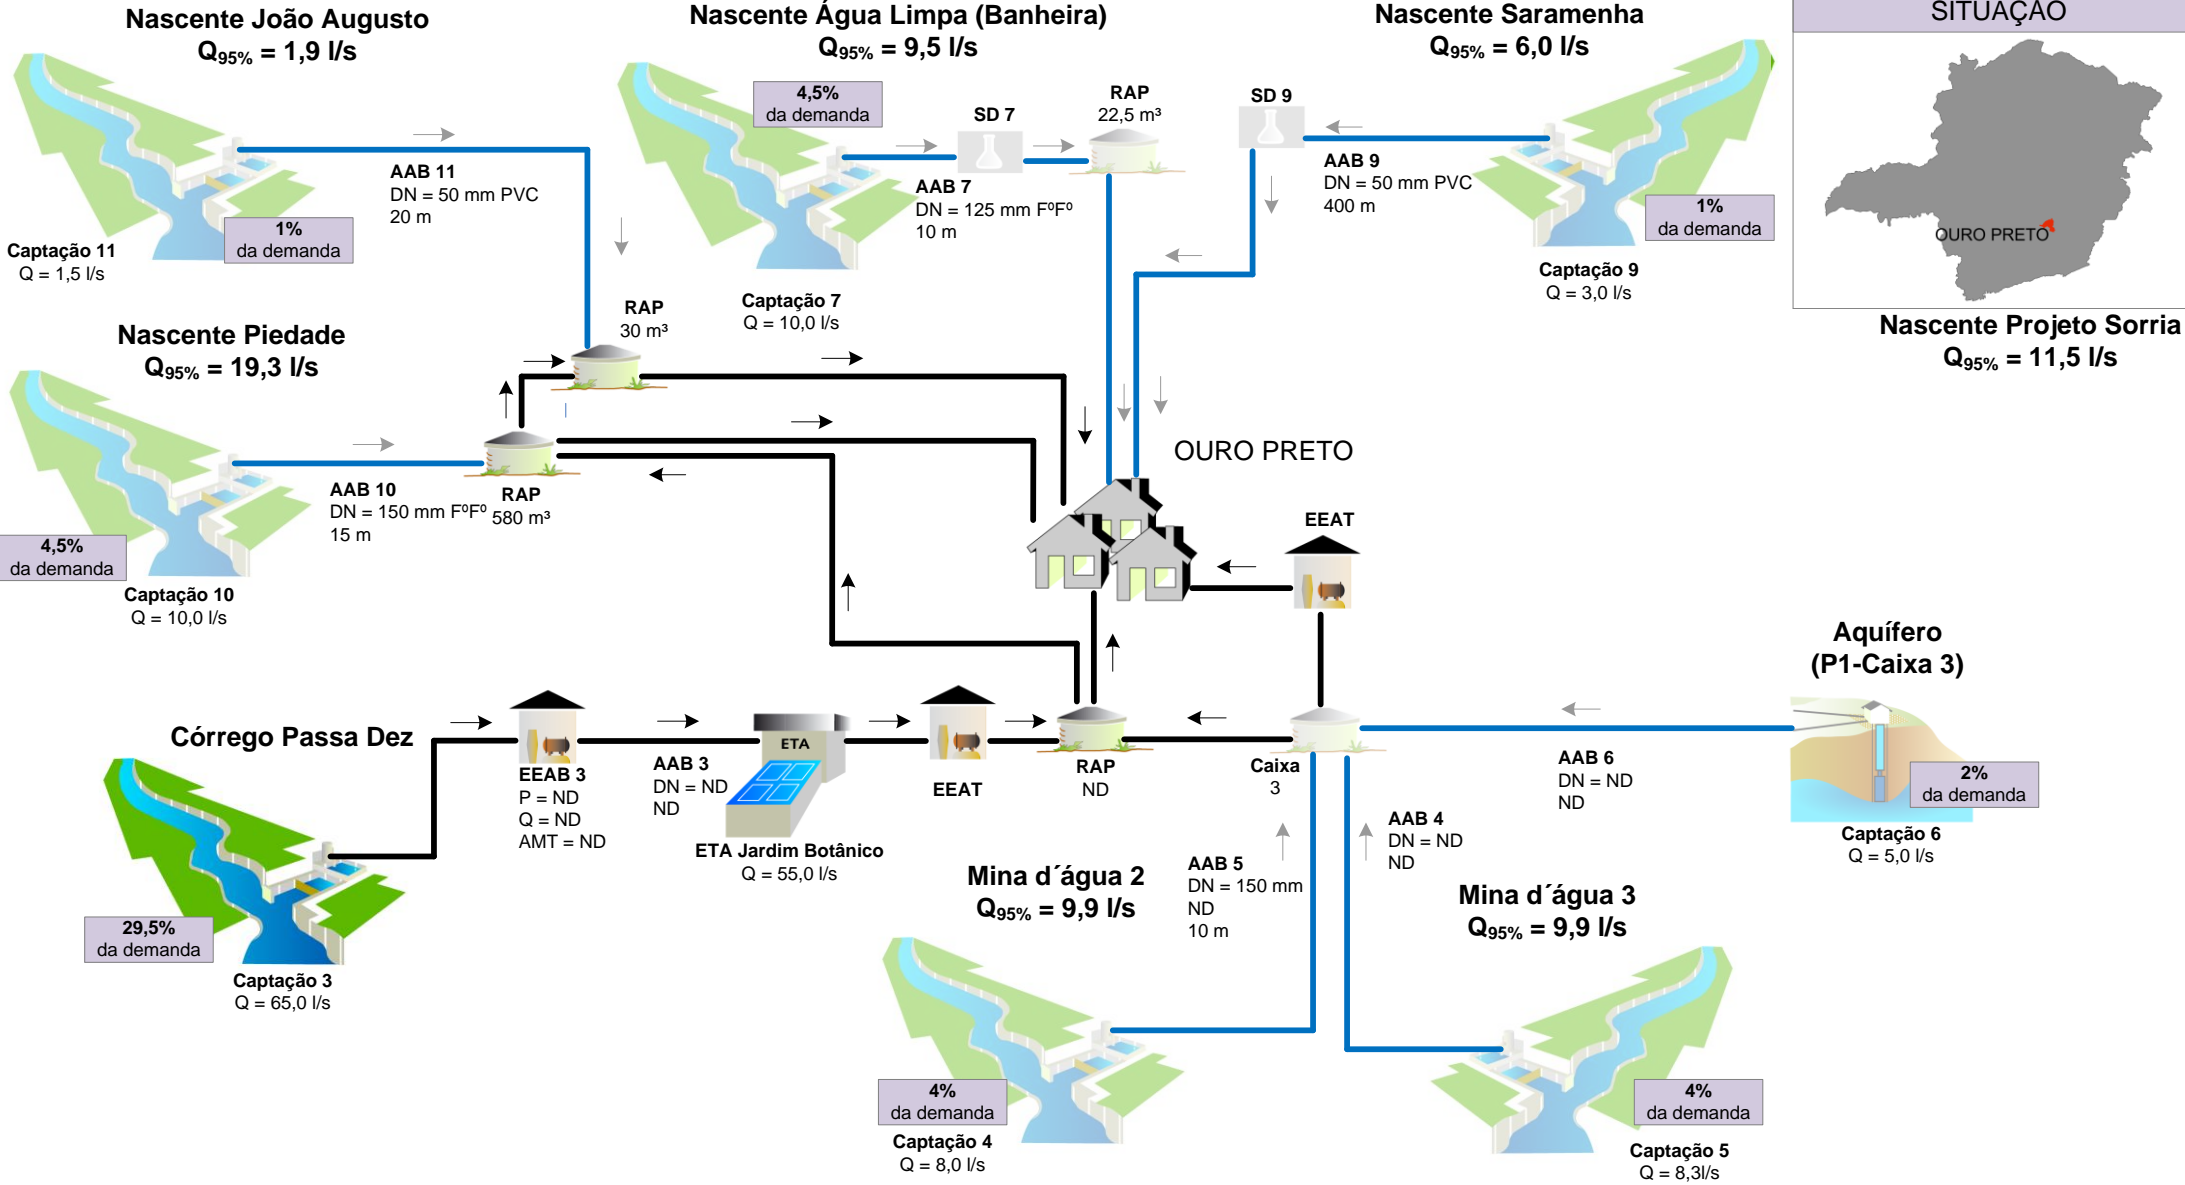 Nascente João Augusto
Q95% = 1,9 l/s
AAB 11
DN = 50 mm PVC
20 m
1%
da demanda
Captação 11
Q = 1,5 l/s
Nascente Água Limpa (Banheira)
Q95% = 9,5 l/s
4,5%
da demanda
SD 7
RAP
22,5 m³
AAB 7
DN = 125 mm FºFº
10 m
Captação 7
Q = 10,0 l/s
Nascente Saramenha
Q95% = 6,0 l/s
SD 9
AAB 9
DN = 50 mm PVC
400 m
1%
da demanda
Captação 9
Q = 3,0 l/s
SITUAÇÃO
OURO PRETO
Nascente Projeto Sorria
Q95% = 11,5 l/s
RAP
30 m³
Nascente Piedade
Q95% = 19,3 l/s
AAB 10
DN = 150 mm FºFº
15 m
RAP
580 m³
4,5%
da demanda
Captação 10
Q = 10,0 l/s
OURO PRETO
EEAT
Aquífero
(P1-Caixa 3)
Córrego Passa Dez
EEAB 3
P = ND
Q = ND
AMT = ND
AAB 3
DN = ND
ND
ETA
ETA Jardim Botânico
Q = 55,0 l/s
EEAT
RAP
ND
Caixa
3
AAB 6
DN = ND
ND
2%
da demanda
Captação 6
Q = 5,0 l/s
29,5%
da demanda
Captação 3
Q = 65,0 l/s
Mina d´água 2
Q95% = 9,9 l/s
AAB 5
DN = 150 mm
ND
10 m
AAB 4
DN = ND
ND
Mina d´água 3
Q95% = 9,9 l/s
4%
da demanda
Captação 4
Q = 8,0 l/s
4%
da demanda
Captação 5
Q = 8,3l/s